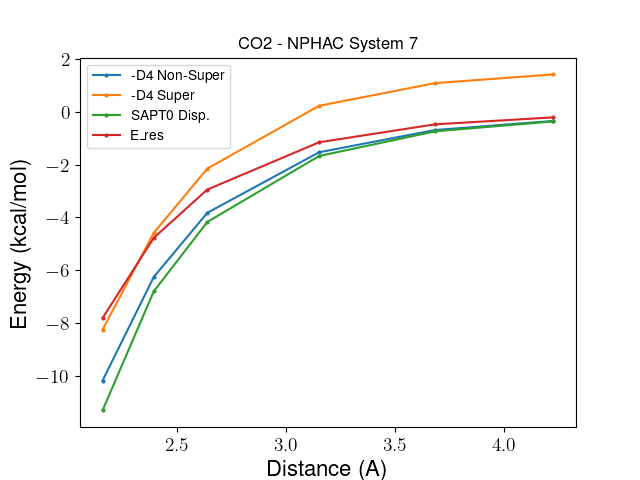 CO2 - NPHAC System 7
-D4 Non-Super
-D4 Super
SAPT0 Disp.
E_res
Energy (kcal/mol)
2
0
−2
−4
−6
−8
−10
2.5 3.0 3.5 4.0
Distance (A)